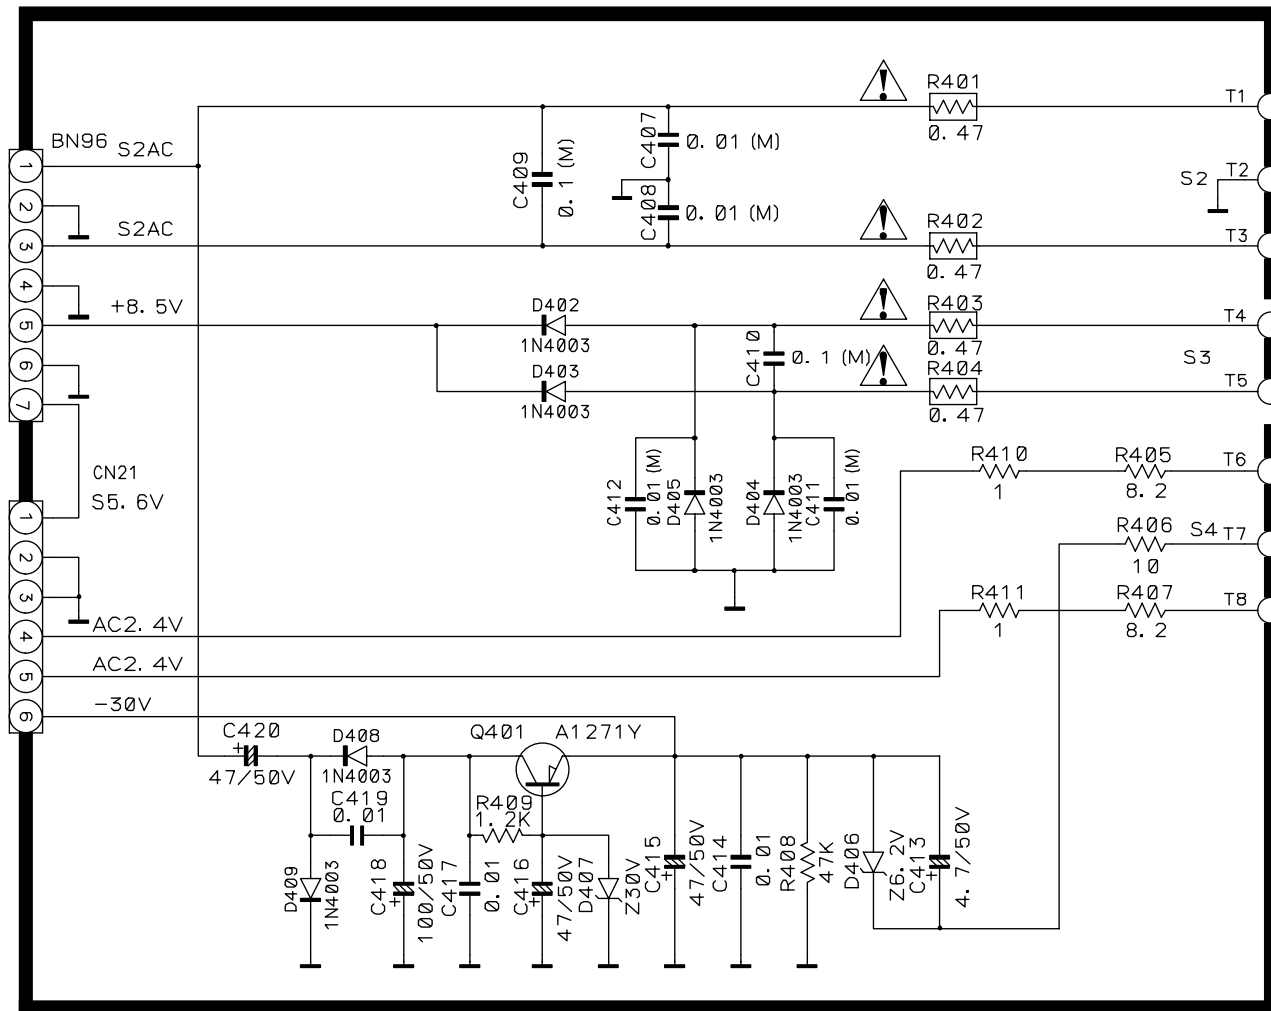 R401
0.47
T1
BN96
S2AC
1
2
3
4
5
6
7
C409
0.1 (M)
C407
0.01 (M)
C408
0.01 (M)
S2
T2
S2AC
R402
0.47
T3
+8.5V
D402
1N4003
R403
0.47
T4
D403
1N4003
C410
0.1 (M)
R404
0.47
S3
T5
CN21
S5.6V
1
2
3
4
5
6
C412
0.01 (M)
D405
1N4003
D404
1N4003
C411
0.01 (M)
R410
1
R405
8.2
T6
R406
10
S4
T7
R411
1
R407
8.2
T8
AC2.4V
AC2.4V
-30V
C420
+
47/50V
D408
1N4003
C419
0.01
Q401
A1271Y
R409
1.2K
D409
1N4003
C418
+
100/50V
C417
0.01
C416
+
47/50V
D407
Z30V
C415
+
47/50V
C414
0.01
R408
47K
D406
Z6.2V
C413
+
4.7/50V